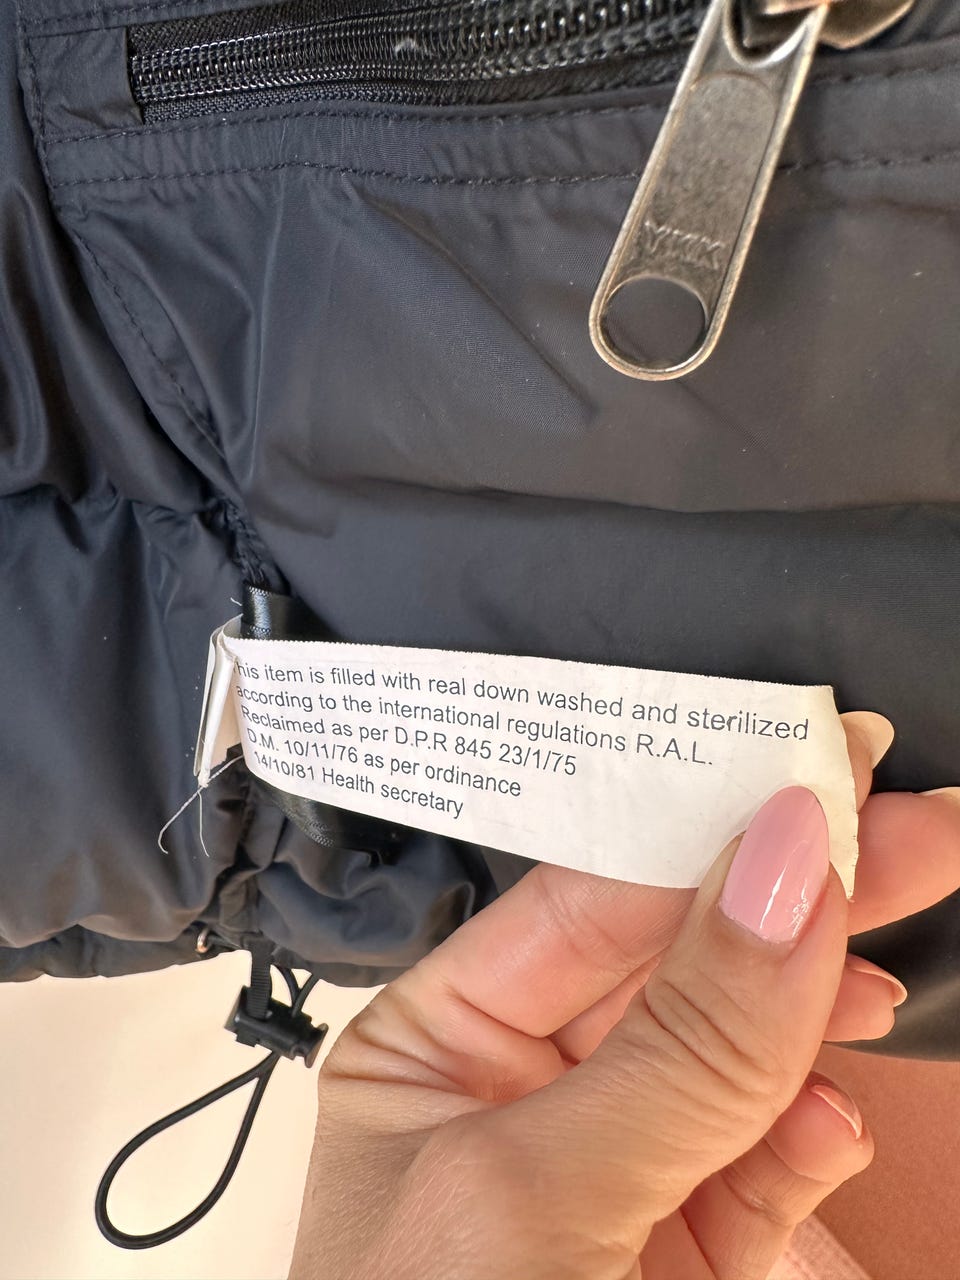 YKK
his item is filled with real down washed and sterilized
according to the international regulations R.A.L.
Reclaimed as per D.P.R 845 23/1/75
D.M. 10/11/76 as per ordinance
14/10/81 Health secretary